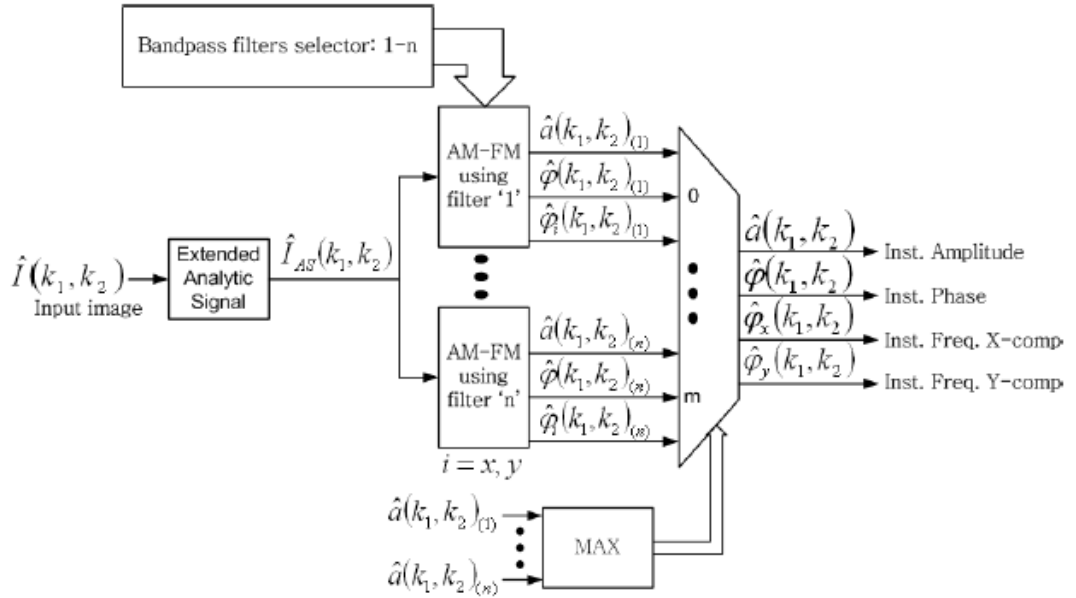 Bandpass filters selector: 1-n
AM-FM
using
filter '1'
â(k₁,k₂)₍₁₎
φ̂(k₁,k₂)₍₁₎
φ̂ᵢ(k₁,k₂)₍₁₎
0
Î(k₁,k₂)
Input image
Extended
Analytic
Signal
Î_AS(k₁,k₂)
AM-FM
using
filter 'n'
i = x, y
â(k₁,k₂)₍ₙ₎
φ̂(k₁,k₂)₍ₙ₎
φ̂ᵢ(k₁,k₂)₍ₙ₎
m
â(k₁,k₂) Inst. Amplitude
φ̂(k₁,k₂) Inst. Phase
φ̂ₓ(k₁,k₂) Inst. Freq. X-comp
φ̂_y(k₁,k₂) Inst. Freq. Y-comp
â(k₁,k₂)₍₁₎
â(k₁,k₂)₍ₙ₎
MAX